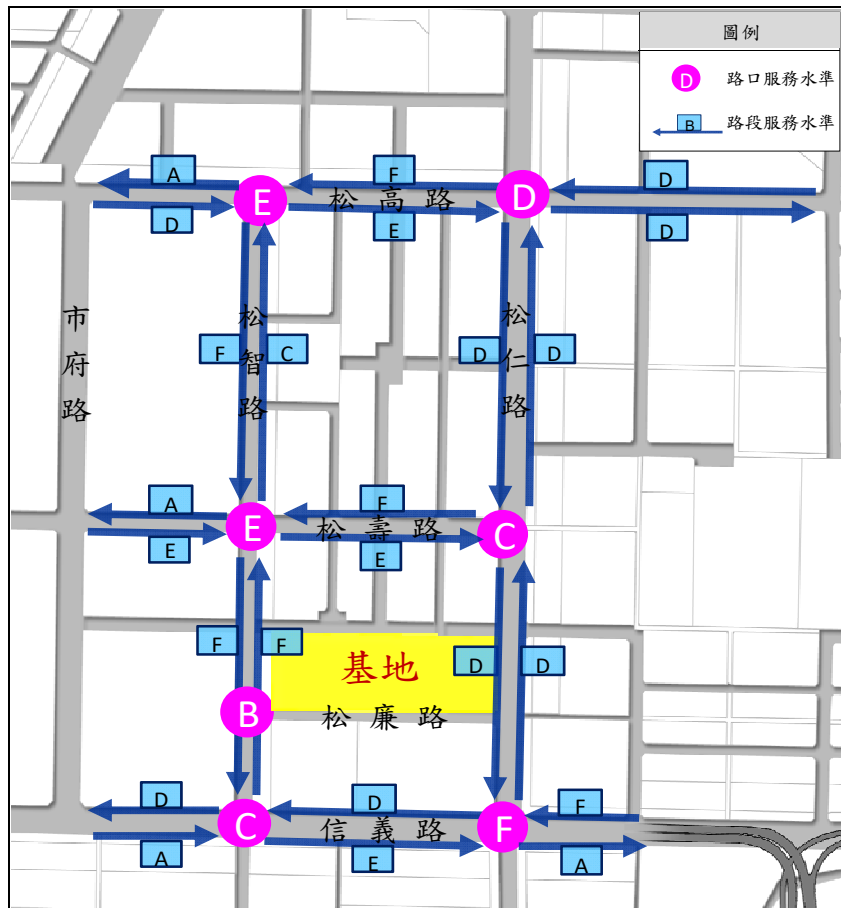 圖例
D 路口服務水準
B 路段服務水準
A F D
E 松高路 D
D E D
市府路
松智路
松仁路
F C D D
A F
E 松壽路 C
E E
F F D D
基地
B 松廉路
D D F
C 信義路 F
A E A